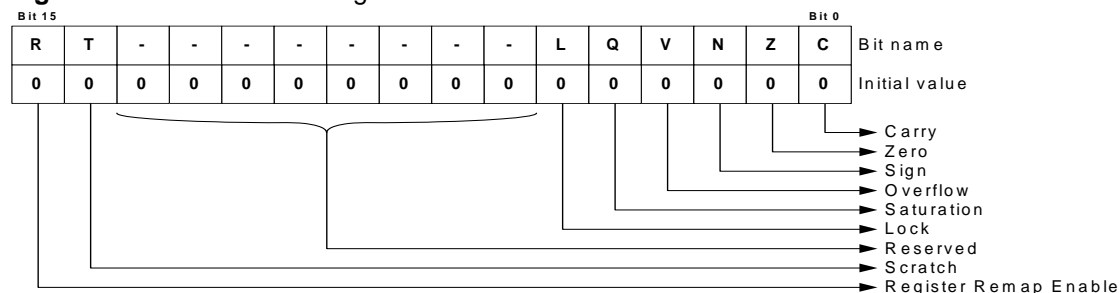 Bit 15 Bit 0
R T - - - - - - - - L Q V N Z C Bit name
0 0 0 0 0 0 0 0 0 0 0 0 0 0 0 0 Initial value
Carry
Zero
Sign
Overflow
Saturation
Lock
Reserved
Scratch
Register Remap Enable